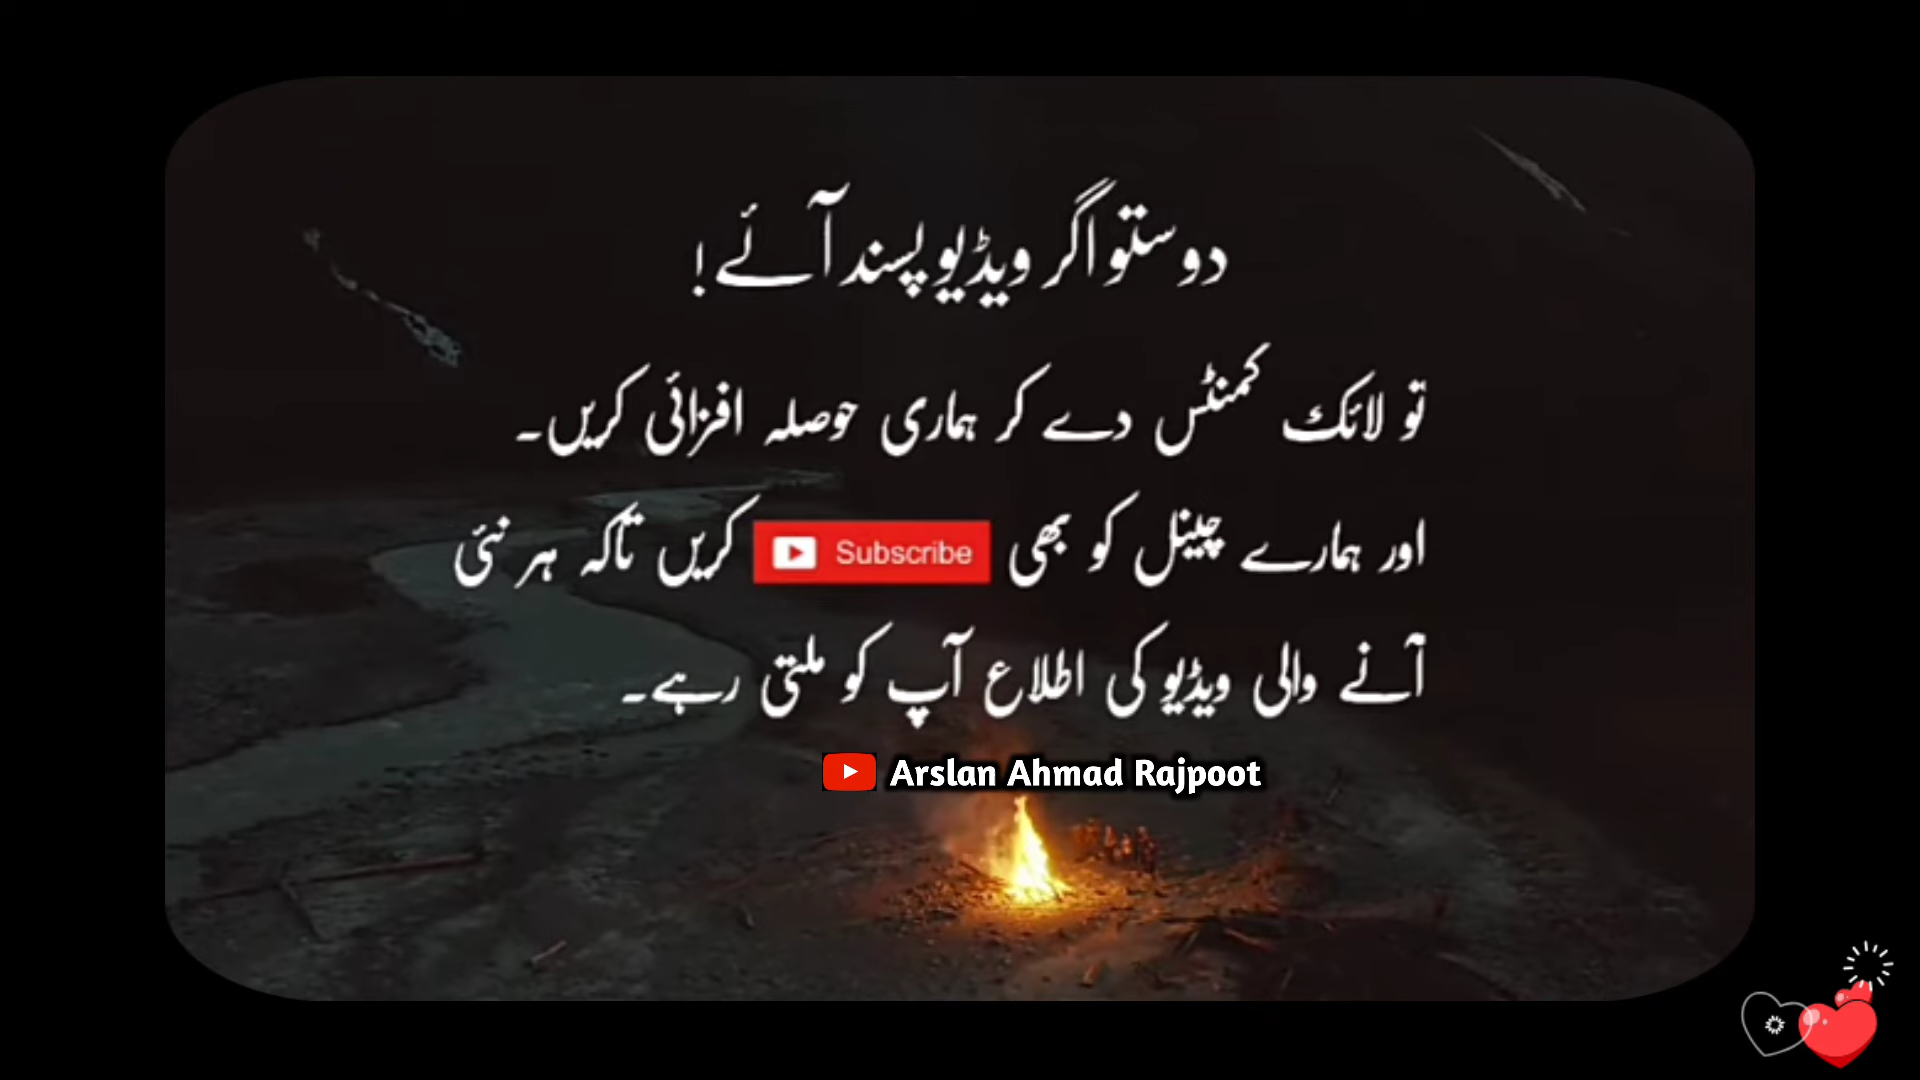 دوستو اگر ویڈیو پسند آئے!
تو لائک کمنٹس دے کر ہماری حوصلہ افزائی کریں۔
اور ہمارے چینل کو بھی Subscribe کریں تاکہ ہر نئی
آنے والی ویڈیو کی اطلاع آپ کو ملتی رہے۔
Arslan Ahmad Rajpoot